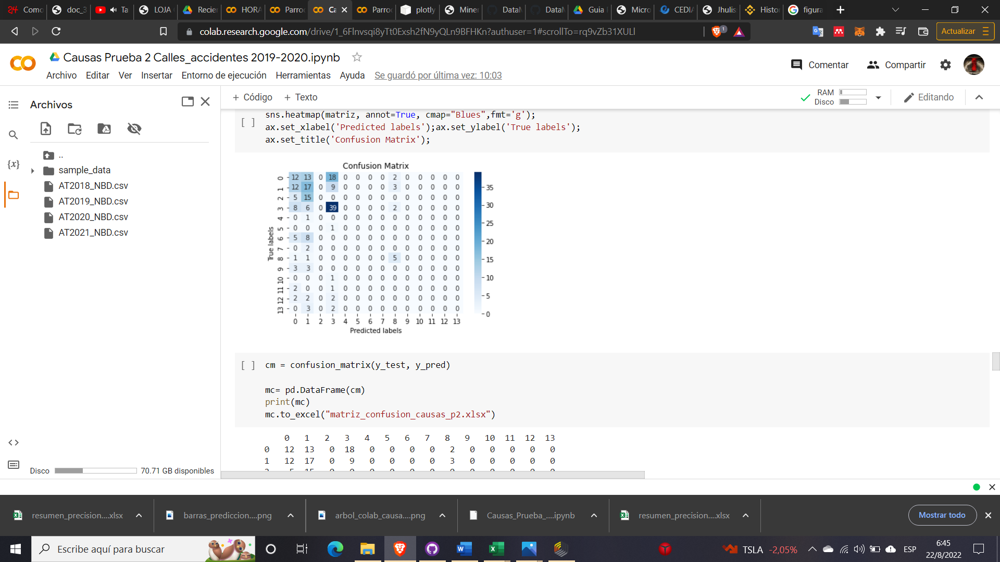 Como
doc_3
Ta
LOJA
Recier
HORA
Parro
Ca
Parro
plotly
Miner
DataM
DataM
Guia
Micro
CEDIA
Jhulis
Histor
figura
colab.research.google.com/drive/1_6Flnvsqi8yTt0Exsh2fN9yQLn9BFHKn?authuser=1#scrollTo=rq9vZb31XULl
1
Actualizar
Causas Prueba 2 Calles_accidentes 2019-2020.ipynb
Comentar
Compartir
Archivo Editar Ver Insertar Entorno de ejecución Herramientas Ayuda Se guardó por última vez: 10:03
Archivos
+ Código + Texto
RAM
Disco
Editando
..
sample_data
AT2018_NBD.csv
AT2019_NBD.csv
AT2020_NBD.csv
AT2021_NBD.csv
Disco 70.71 GB disponibles
[ ]
sns.heatmap(matriz, annot=True, cmap="Blues",fmt='g');
ax.set_xlabel('Predicted labels');ax.set_ylabel('True labels');
ax.set_title('Confusion Matrix');
Confusion Matrix
True labels
0 12 13 0 18 0 0 0 0 2 0 0 0 0 0
1 12 17 0 9 0 0 0 0 3 0 0 0 0 0
2 5 15 0 0 0 0 0 0 0 0 0 0 0 0
3 8 6 0 39 0 0 0 0 2 0 0 0 0 0
4 0 1 0 0 0 0 0 0 0 0 0 0 0 0
5 0 0 0 1 0 0 0 0 0 0 0 0 0 0
6 5 8 0 0 0 0 0 0 0 0 0 0 0 0
7 0 2 0 0 0 0 0 0 0 0 0 0 0 0
8 1 1 0 0 0 0 0 0 5 0 0 0 0 0
9 3 3 0 0 0 0 0 0 0 0 0 0 0 0
10 0 0 0 1 0 0 0 0 0 0 0 0 0 0
11 2 0 0 1 0 0 0 0 0 0 0 0 0 0
12 2 2 0 2 0 0 0 0 0 0 0 0 0 0
13 0 3 0 2 0 0 0 0 0 0 0 0 0 0
0 1 2 3 4 5 6 7 8 9 10 11 12 13
Predicted labels
35
30
25
20
15
10
5
0
[ ]
cm = confusion_matrix(y_test, y_pred)
mc= pd.DataFrame(cm)
print(mc)
mc.to_excel("matriz_confusion_causas_p2.xlsx")
0 1 2 3 4 5 6 7 8 9 10 11 12 13
0 12 13 0 18 0 0 0 0 2 0 0 0 0 0
1 12 17 0 9 0 0 0 0 3 0 0 0 0 0
resumen_precision....xlsx
barras_prediccion....png
arbol_colab_causa....png
Causas_Prueba_....ipynb
resumen_precision....xlsx
Mostrar todo
Escribe aquí para buscar
TSLA -2,05%
ESP
6:45
22/8/2022